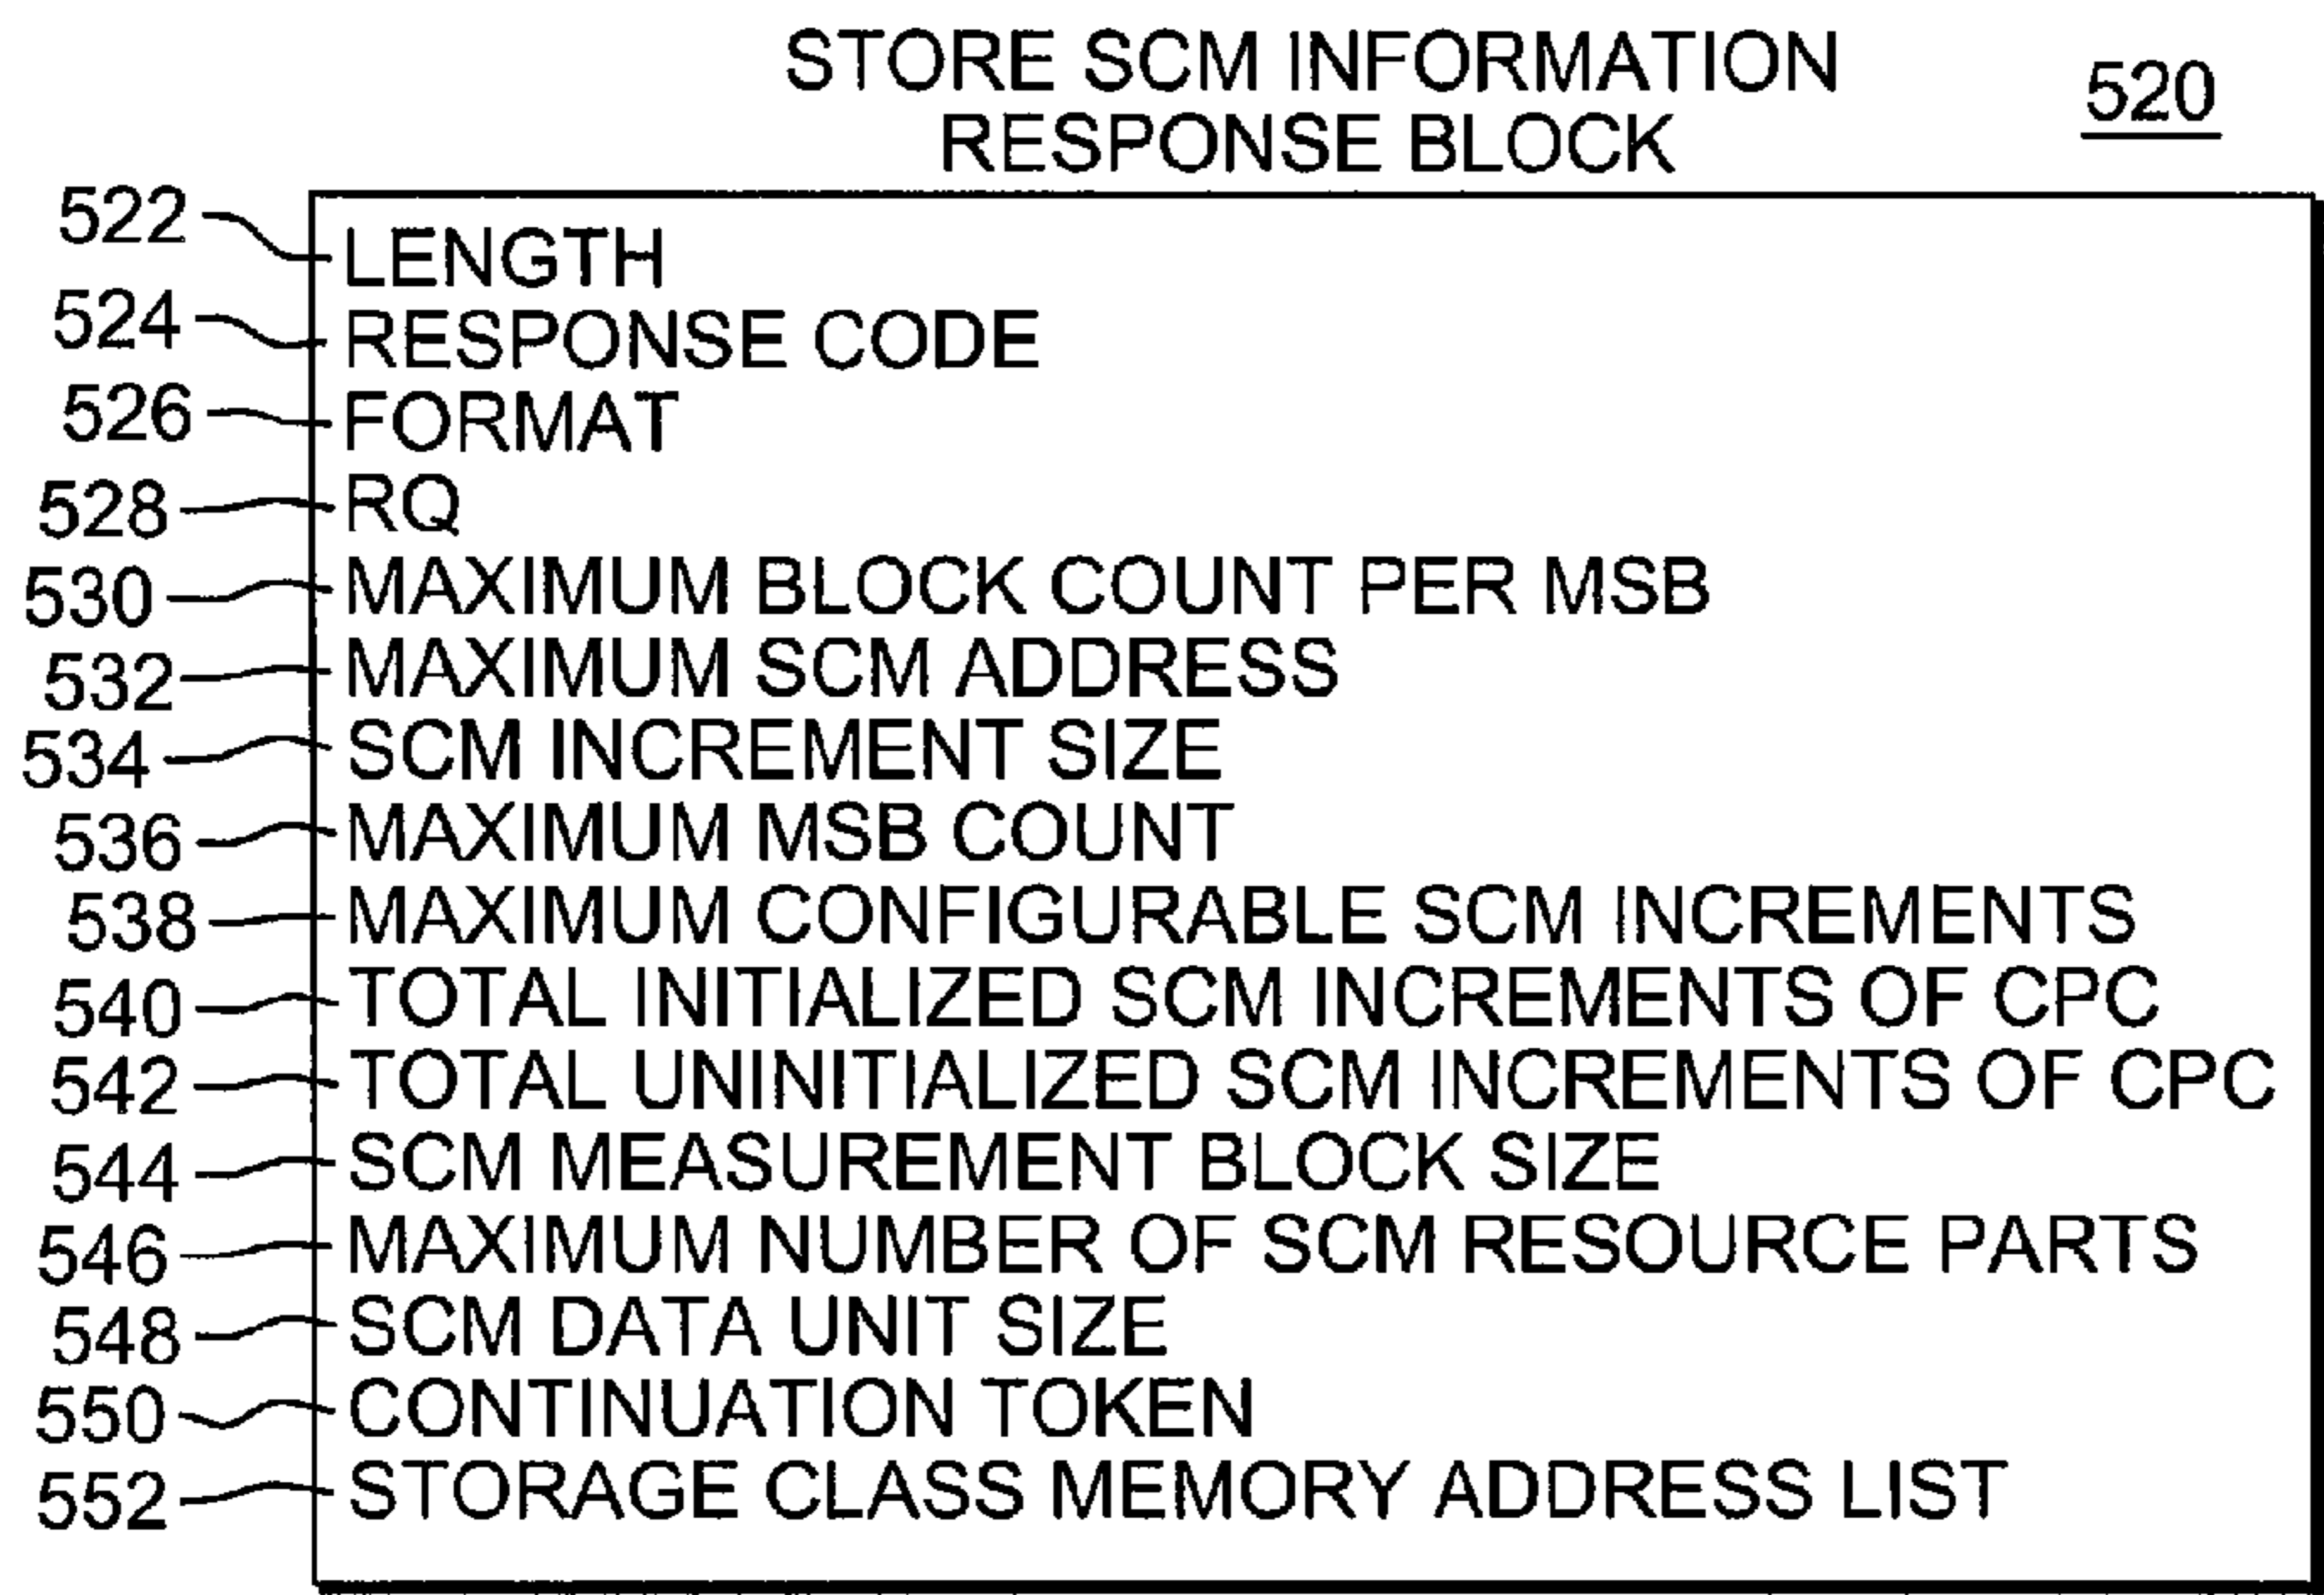 STORE SCM INFORMATION
RESPONSE BLOCK
520
522 LENGTH
524 RESPONSE CODE
526 FORMAT
528 RQ
530 MAXIMUM BLOCK COUNT PER MSB
532 MAXIMUM SCM ADDRESS
534 SCM INCREMENT SIZE
536 MAXIMUM MSB COUNT
538 MAXIMUM CONFIGURABLE SCM INCREMENTS
540 TOTAL INITIALIZED SCM INCREMENTS OF CPC
542 TOTAL UNINITIALIZED SCM INCREMENTS OF CPC
544 SCM MEASUREMENT BLOCK SIZE
546 MAXIMUM NUMBER OF SCM RESOURCE PARTS
548 SCM DATA UNIT SIZE
550 CONTINUATION TOKEN
552 STORAGE CLASS MEMORY ADDRESS LIST